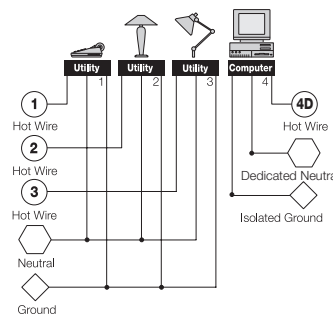 Utility Utility Utility Computer
1 2 3 4
1 4D
Hot Wire Hot Wire
2
Hot Wire Dedicated Neutra
3
Hot Wire Isolated Ground
Neutral
Ground